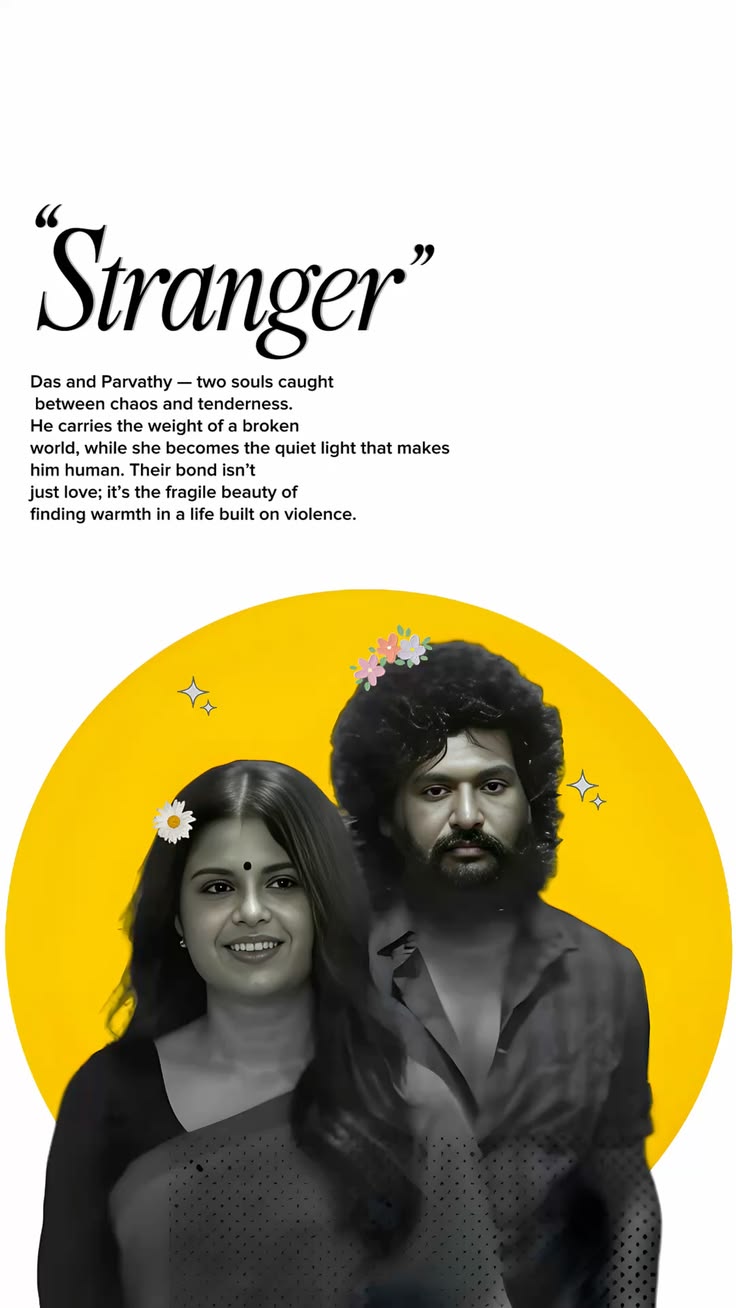 “Stranger”
Das and Parvathy — two souls caught
between chaos and tenderness.
He carries the weight of a broken
world, while she becomes the quiet light that makes
him human. Their bond isn’t
just love; it’s the fragile beauty of
finding warmth in a life built on violence.